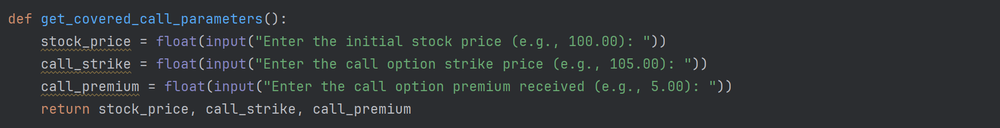 def get_covered_call_parameters():
    stock_price = float(input("Enter the initial stock price (e.g., 100.00): "))
    call_strike = float(input("Enter the call option strike price (e.g., 105.00): "))
    call_premium = float(input("Enter the call option premium received (e.g., 5.00): "))
    return stock_price, call_strike, call_premium